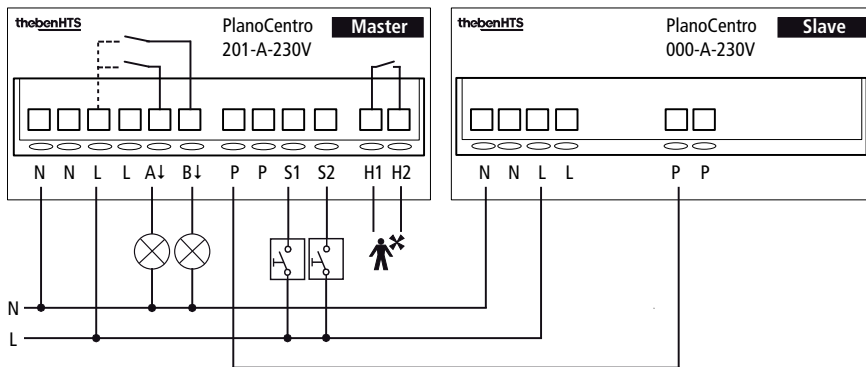 thebenHTS
PlanoCentro Master
201-A-230V
thebenHTS
PlanoCentro Slave
000-A-230V
N N L L A↓ B↓ P P S1 S2 H1 H2
N N L L P P
N
L